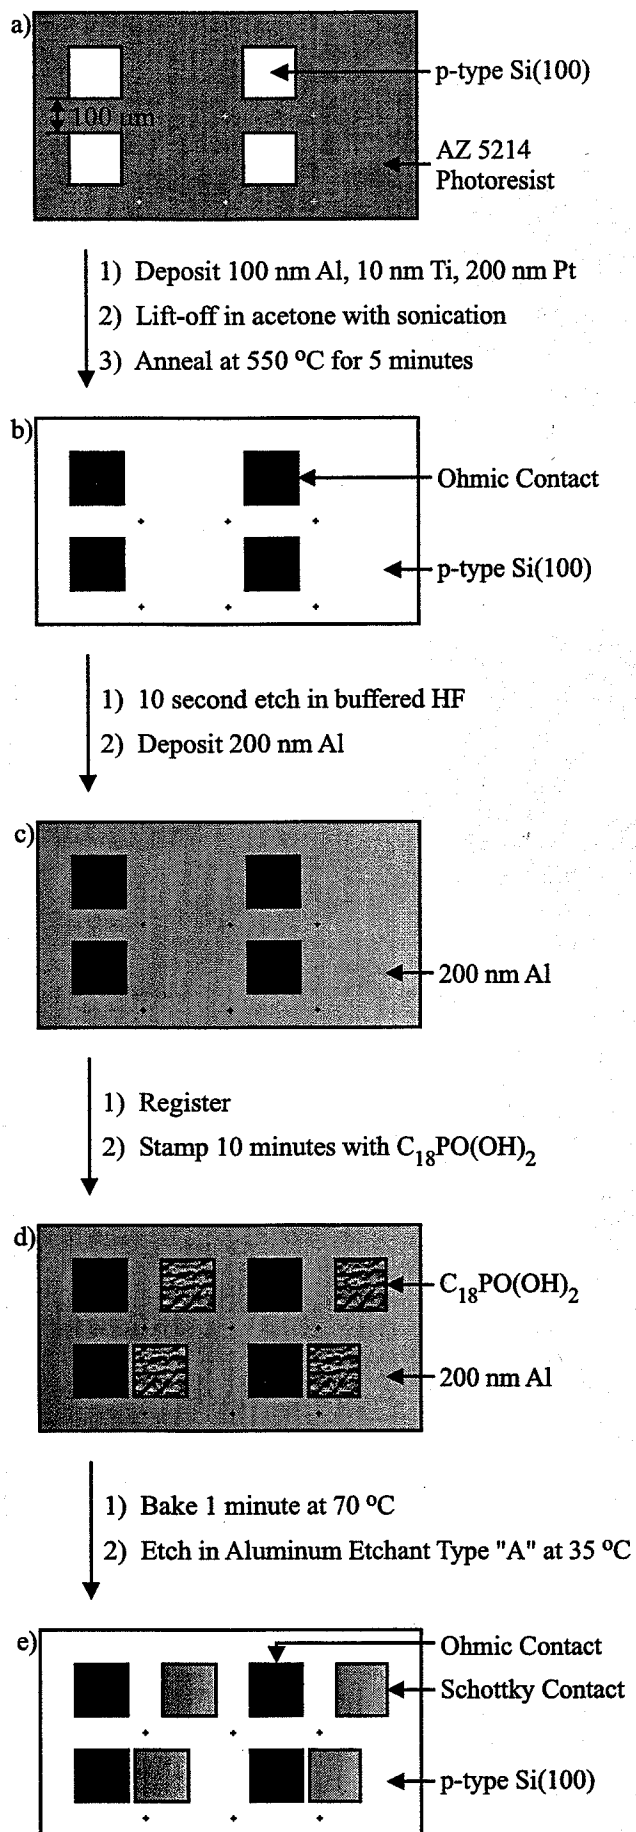 a)
p-type Si(100)
100 µm
AZ 5214
Photoresist
1) Deposit 100 nm Al, 10 nm Ti, 200 nm Pt
2) Lift-off in acetone with sonication
3) Anneal at 550 °C for 5 minutes
b)
Ohmic Contact
p-type Si(100)
1) 10 second etch in buffered HF
2) Deposit 200 nm Al
c)
200 nm Al
1) Register
2) Stamp 10 minutes with C18PO(OH)2
d)
C18PO(OH)2
200 nm Al
1) Bake 1 minute at 70 °C
2) Etch in Aluminum Etchant Type "A" at 35 °C
e)
Ohmic Contact
Schottky Contact
p-type Si(100)